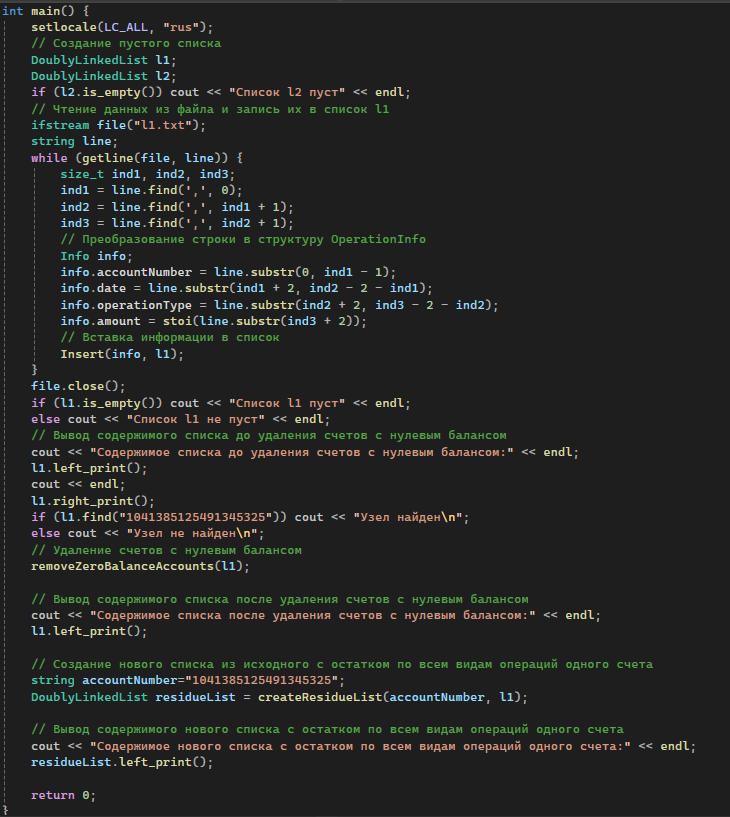 int main() {
setlocale(LC_ALL, "rus");
// Создание пустого списка
DoublyLinkedList l1;
DoublyLinkedList l2;
if (l2.is_empty()) cout << "Список l2 пуст" << endl;
// Чтение данных из файла и запись их в список l1
ifstream file("l1.txt");
string line;
while (getline(file, line)) {
size_t ind1, ind2, ind3;
ind1 = line.find(',', 0);
ind2 = line.find(',', ind1 + 1);
ind3 = line.find(',', ind2 + 1);
// Преобразование строки в структуру OperationInfo
Info info;
info.accountNumber = line.substr(0, ind1 - 1);
info.date = line.substr(ind1 + 2, ind2 - 2 - ind1);
info.operationType = line.substr(ind2 + 2, ind3 - 2 - ind2);
info.amount = stoi(line.substr(ind3 + 2));
// Вставка информации в список
Insert(info, l1);
}
file.close();
if (l1.is_empty()) cout << "Список l1 пуст" << endl;
else cout << "Список l1 не пуст" << endl;
// Вывод содержимого списка до удаления счетов с нулевым балансом
cout << "Содержимое списка до удаления счетов с нулевым балансом:" << endl;
l1.left_print();
cout << endl;
l1.right_print();
if (l1.find("1041385125491345325")) cout << "Узел найден\n";
else cout << "Узел не найден\n";
// Удаление счетов с нулевым балансом
removeZeroBalanceAccounts(l1);
// Вывод содержимого списка после удаления счетов с нулевым балансом
cout << "Содержимое списка после удаления счетов с нулевым балансом:" << endl;
l1.left_print();
// Создание нового списка из исходного с остатком по всем видам операций одного счета
string accountNumber="1041385125491345325";
DoublyLinkedList residueList = createResidueList(accountNumber, l1);
// Вывод содержимого нового списка с остатком по всем видам операций одного счета
cout << "Содержимое нового списка с остатком по всем видам операций одного счета:" << endl;
residueList.left_print();
return 0;
}